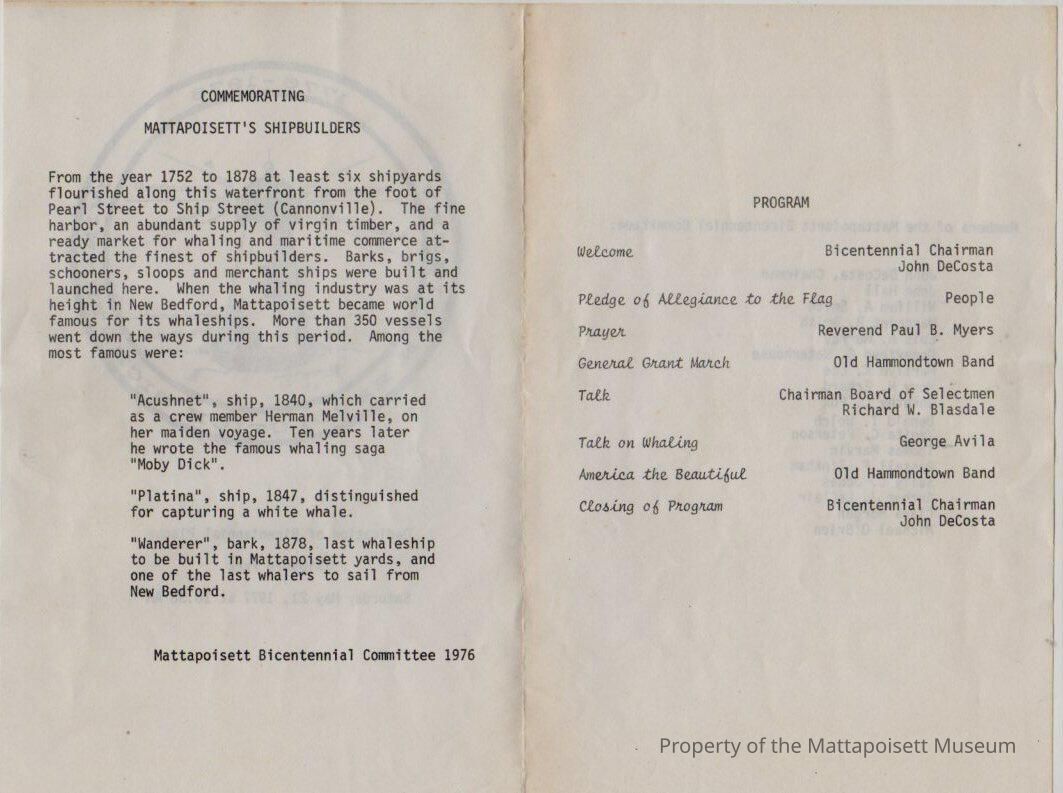 COMMEMORATING
MATTAPOISETT'S SHIPBUILDERS
From the year 1752 to 1878 at least six shipyards
flourished along this waterfront from the foot of
Pearl Street to Ship Street (Cannonville). The fine
harbor, an abundant supply of virgin timber, and a
ready market for whaling and maritime commerce at-
tracted the finest of shipbuilders. Barks, brigs,
schooners, sloops and merchant ships were built and
launched here. When the whaling industry was at its
height in New Bedford, Mattapoisett became world
famous for its whaleships. More than 350 vessels
went down the ways during this period. Among the
most famous were:
"Acushnet", ship, 1840, which carried
as a crew member Herman Melville, on
her maiden voyage. Ten years later
he wrote the famous whaling saga
"Moby Dick".
"Platina", ship, 1847, distinguished
for capturing a white whale.
"Wanderer", bark, 1878, last whaleship
to be built in Mattapoisett yards, and
one of the last whalers to sail from
New Bedford.
Mattapoisett Bicentennial Committee 1976
PROGRAM
Welcome Bicentennial Chairman
John DeCosta
Pledge of Allegiance to the Flag People
Prayer Reverend Paul B. Myers
General Grant March Old Hammondtown Band
Talk Chairman Board of Selectmen
Richard W. Blasdale
Talk on Whaling George Avila
America the Beautiful Old Hammondtown Band
Closing of Program Bicentennial Chairman
John DeCosta
Property of the Mattapoisett Museum